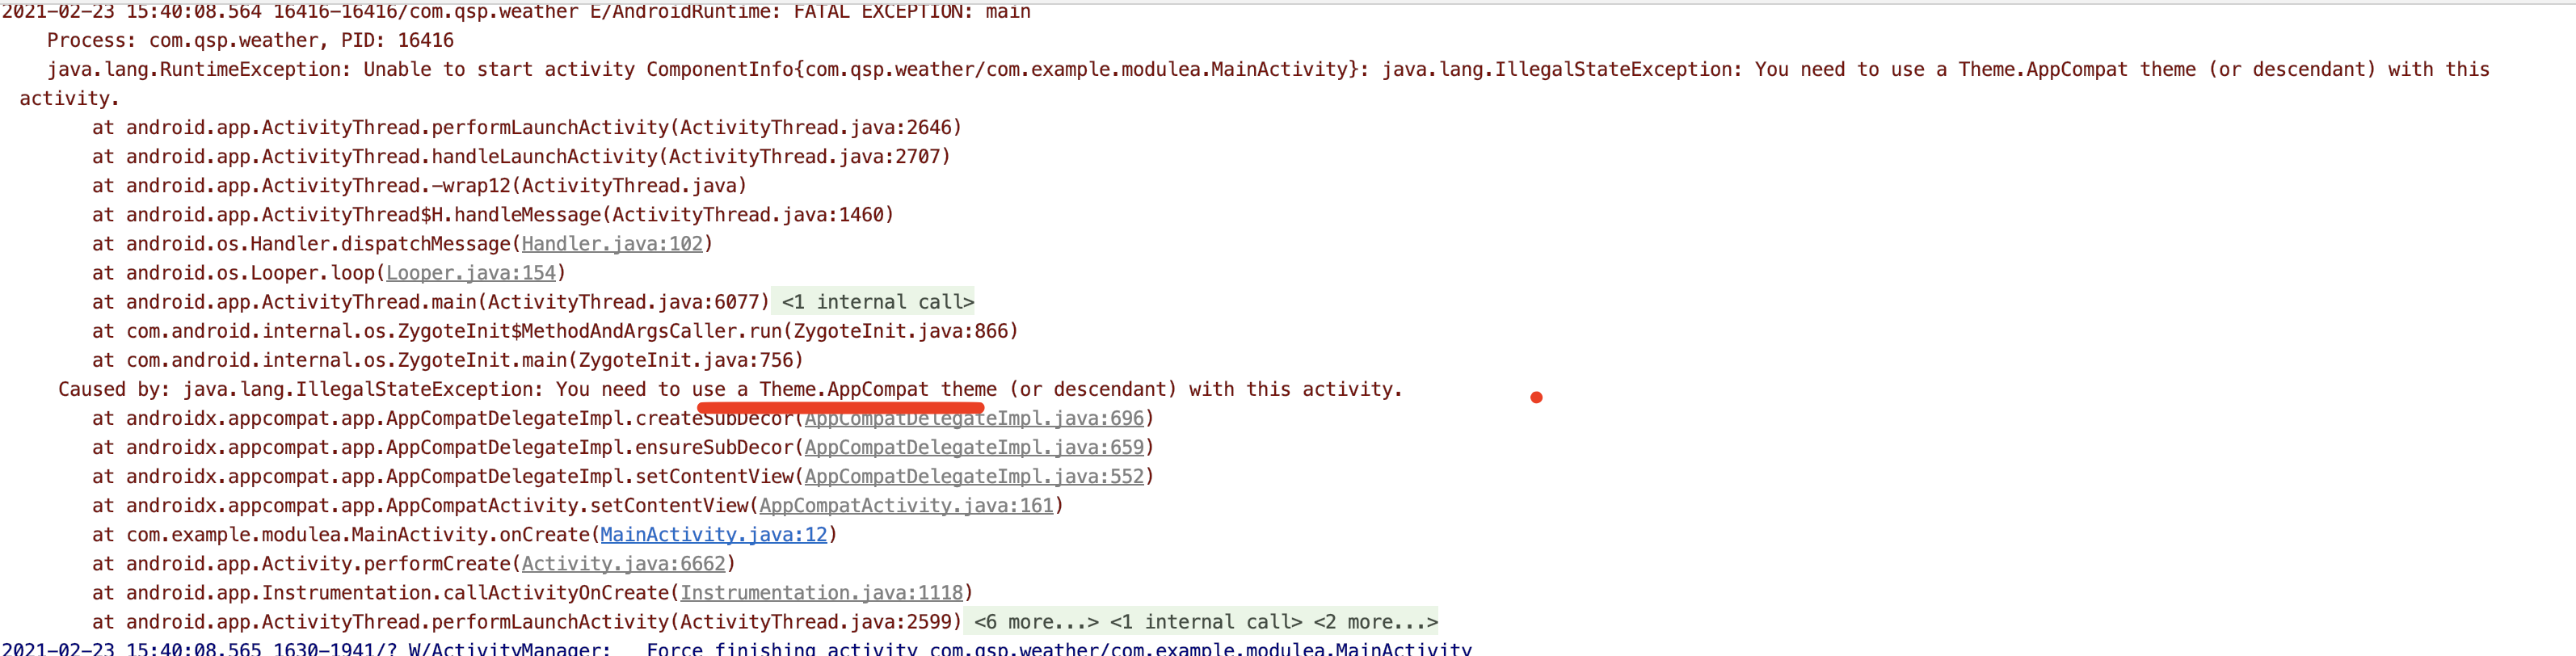 2021-02-23 15:40:08.564 16416-16416/com.qsp.weather E/AndroidRuntime: FATAL EXCEPTION: main
Process: com.qsp.weather, PID: 16416
java.lang.RuntimeException: Unable to start activity ComponentInfo{com.qsp.weather/com.example.modulea.MainActivity}: java.lang.IllegalStateException: You need to use a Theme.AppCompat theme (or descendant) with this
activity.
at android.app.ActivityThread.performLaunchActivity(ActivityThread.java:2646)
at android.app.ActivityThread.handleLaunchActivity(ActivityThread.java:2707)
at android.app.ActivityThread.-wrap12(ActivityThread.java)
at android.app.ActivityThread$H.handleMessage(ActivityThread.java:1460)
at android.os.Handler.dispatchMessage(Handler.java:102)
at android.os.Looper.loop(Looper.java:154)
at android.app.ActivityThread.main(ActivityThread.java:6077) <1 internal call>
at com.android.internal.os.ZygoteInit$MethodAndArgsCaller.run(ZygoteInit.java:866)
at com.android.internal.os.ZygoteInit.main(ZygoteInit.java:756)
Caused by: java.lang.IllegalStateException: You need to use a Theme.AppCompat theme (or descendant) with this activity.
at androidx.appcompat.app.AppCompatDelegateImpl.createSubDecor(AppCompatDelegateImpl.java:696)
at androidx.appcompat.app.AppCompatDelegateImpl.ensureSubDecor(AppCompatDelegateImpl.java:659)
at androidx.appcompat.app.AppCompatDelegateImpl.setContentView(AppCompatDelegateImpl.java:552)
at androidx.appcompat.app.AppCompatActivity.setContentView(AppCompatActivity.java:161)
at com.example.modulea.MainActivity.onCreate(MainActivity.java:12)
at android.app.Activity.performCreate(Activity.java:6662)
at android.app.Instrumentation.callActivityOnCreate(Instrumentation.java:1118)
at android.app.ActivityThread.performLaunchActivity(ActivityThread.java:2599) <6 more...> <1 internal call> <2 more...>
2021-02-23 15:40:08.565 1630-1941/? W/ActivityManager: Force finishing activity com.qsp.weather/com.example.modulea.MainActivity